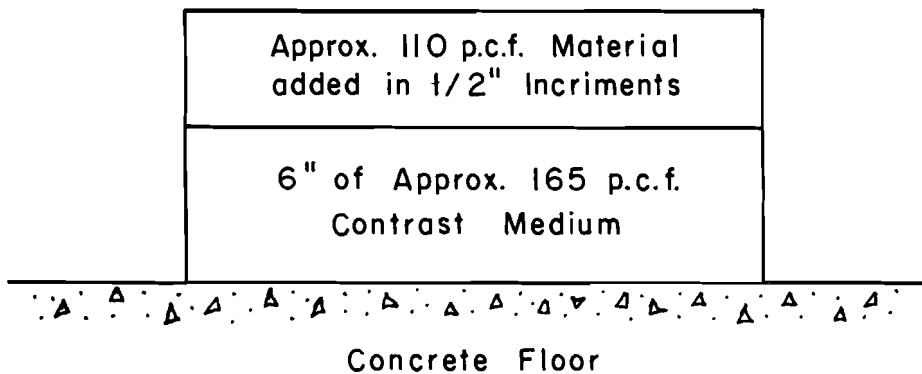 Approx. 110 p.c.f. Material
added in 1/2" Incriments
6" of Approx. 165 p.c.f.
Contrast Medium
Concrete Floor